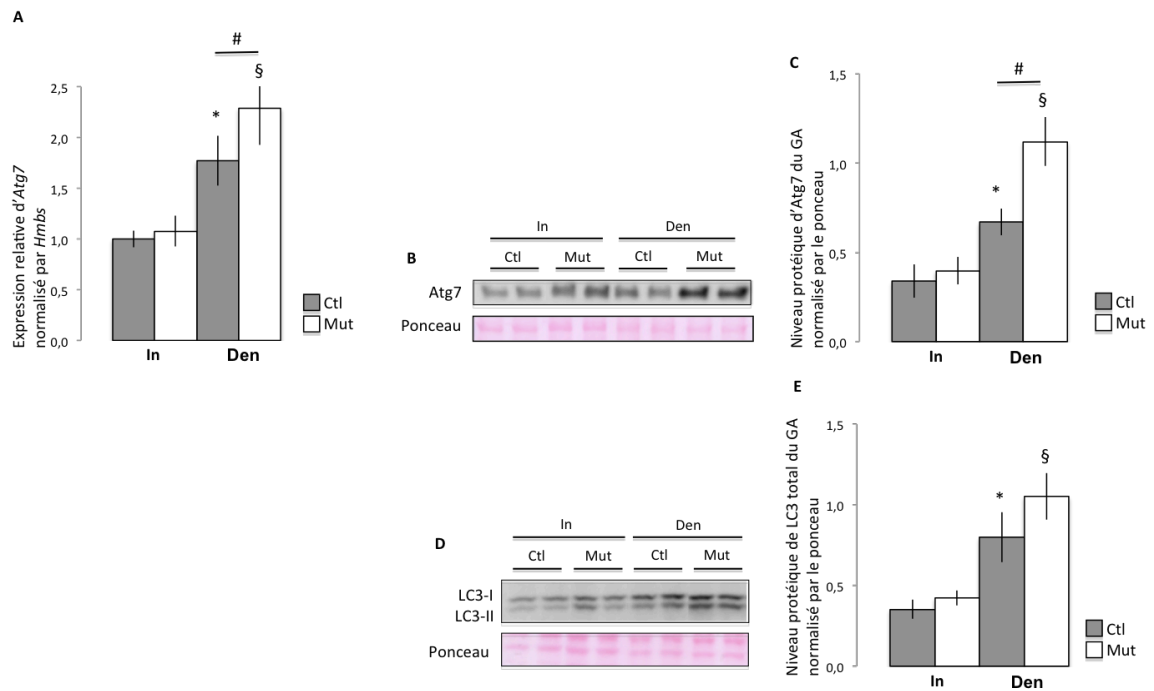 A
Expression relative d'Atg7
normalisé par Hmbs
2,5
2,0
1,5
1,0
0,5
0,0
#
*
§
In
Den
Ctl
Mut
B
In
Den
Ctl
Mut
Ctl
Mut
Atg7
Ponceau
C
Niveau protéique d'Atg7 du GA
normalisé par le ponceau
1,5
1,0
0,5
0,0
#
*
§
In
Den
Ctl
Mut
D
In
Den
Ctl
Mut
Ctl
Mut
LC3-I
LC3-II
Ponceau
E
Niveau protéique de LC3 total du GA
normalisé par le ponceau
1,5
1,0
0,5
0,0
*
§
In
Den
Ctl
Mut